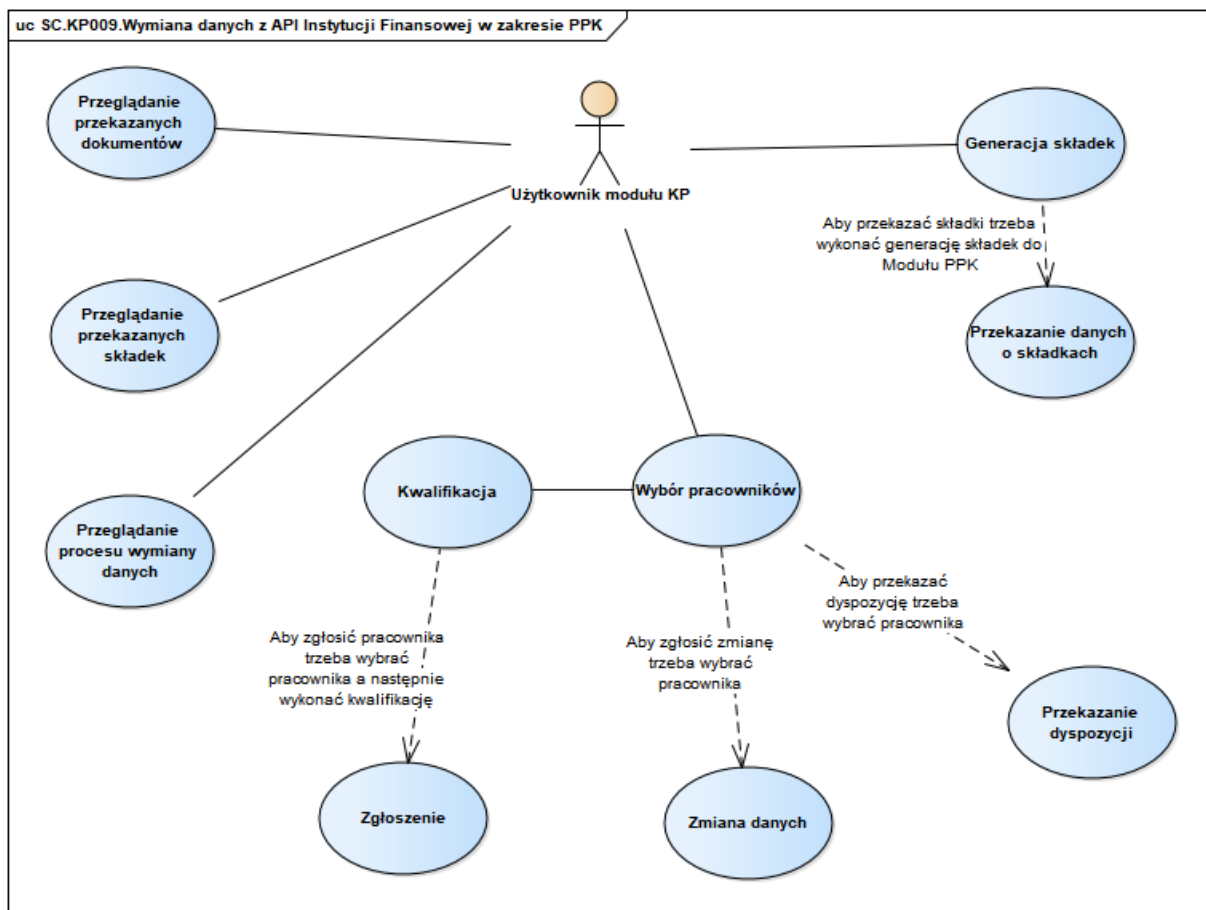 uc SC.KP009.Wymiana danych z API Instytucji Finansowej w zakresie PPK
Przeglądanie
przekazanych
dokumentów
Użytkownik modułu KP
Generacja składek
Aby przekazać składki trzeba
wykonać generację składek do
Modułu PPK
Przeglądanie
przekazanych
składek
Przekazanie danych
o składkach
Kwalifikacja
Wybór pracowników
Przeglądanie
procesu wymiany
danych
Aby przekazać
dyspozycję trzeba
wybrać pracownika
Aby zgłosić pracownika
trzeba wybrać
pracownika a następnie
wykonać kwalifikację
Aby zgłosić zmianę
trzeba wybrać
pracownika
Przekazanie
dyspozycji
Zgłoszenie
Zmiana danych